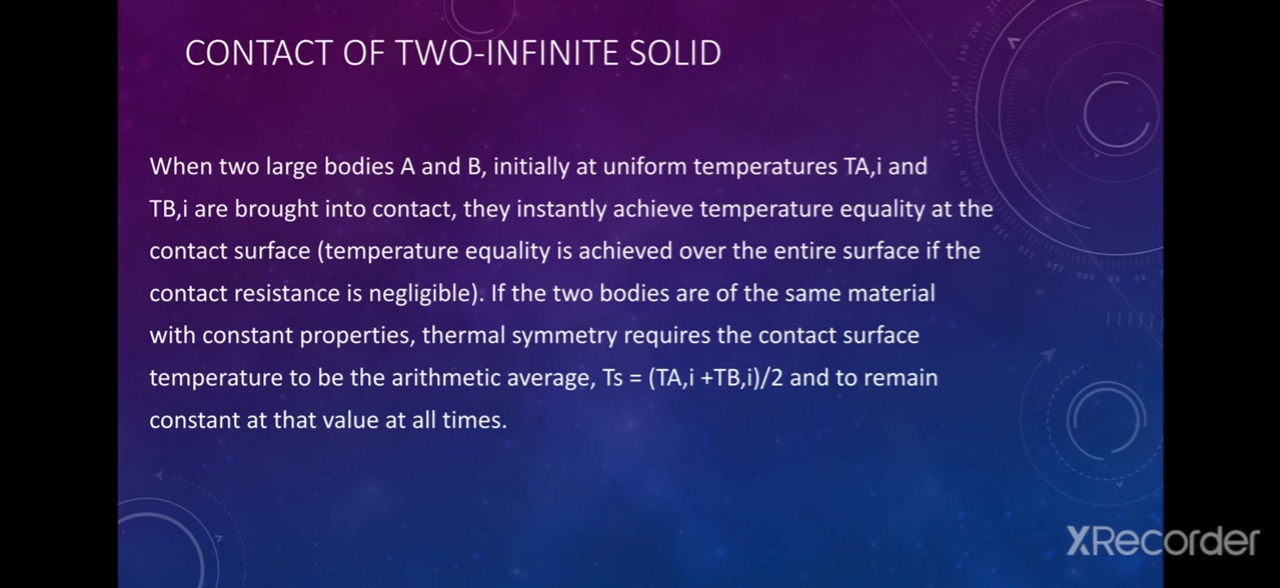 CONTACT OF TWO-INFINITE SOLID
When two large bodies A and B, initially at uniform temperatures TA,i and
TB,i are brought into contact, they instantly achieve temperature equality at the
contact surface (temperature equality is achieved over the entire surface if the
contact resistance is negligible). If the two bodies are of the same material
with constant properties, thermal symmetry requires the contact surface
temperature to be the arithmetic average, Ts = (TA,i +TB,i)/2 and to remain
constant at that value at all times.
XRecorder